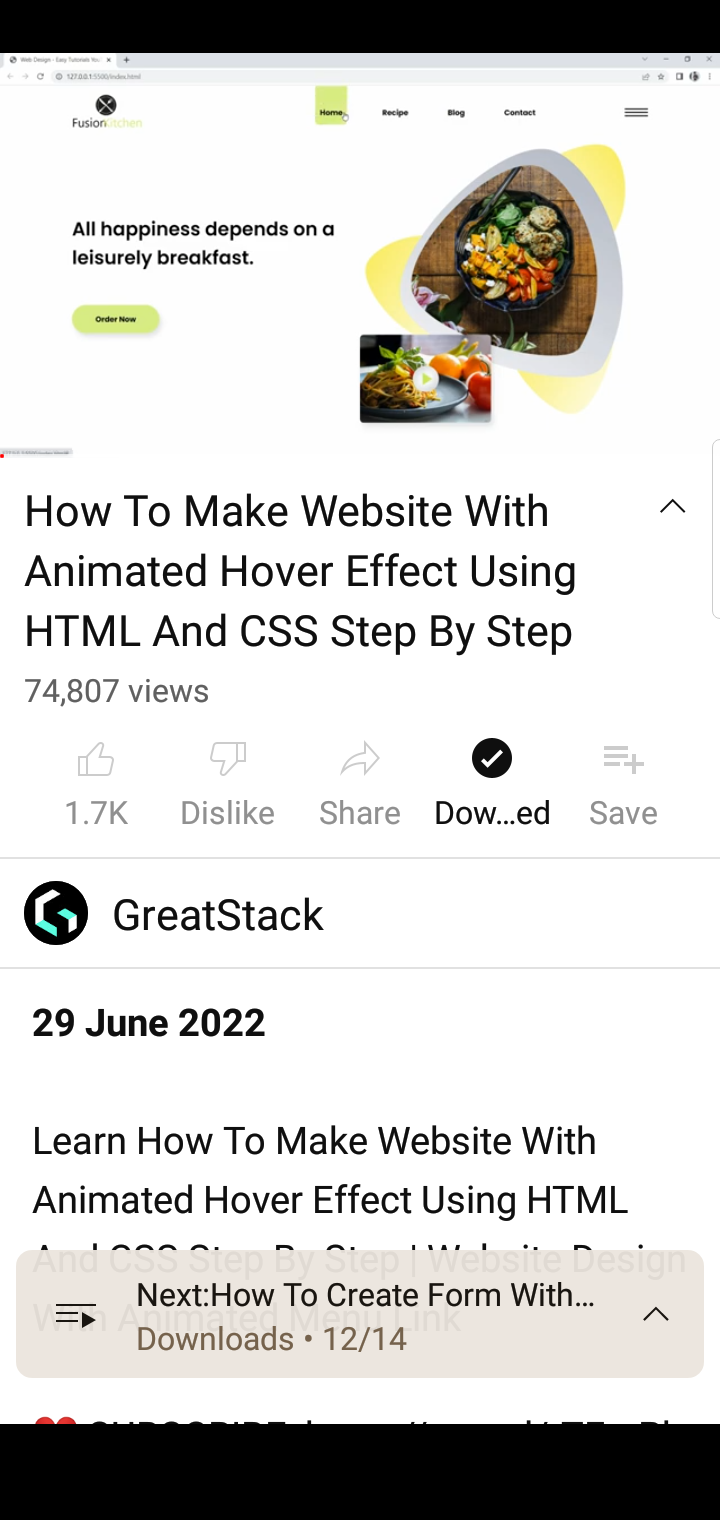 Web Design - Easy Tutorials You
127.0.0.1:5500/index.html
FusionKitchen
Home Recipe Blog Contact
All happiness depends on a
leisurely breakfast.
Order Now
How To Make Website With
Animated Hover Effect Using
HTML And CSS Step By Step
74,807 views
1.7K Dislike Share Dow...ed Save
GreatStack
29 June 2022
Learn How To Make Website With
Animated Hover Effect Using HTML
And CSS Step By Step | Website Design
With Animated Menu Link
Next:How To Create Form With...
Downloads • 12/14
SUBSCRIBE